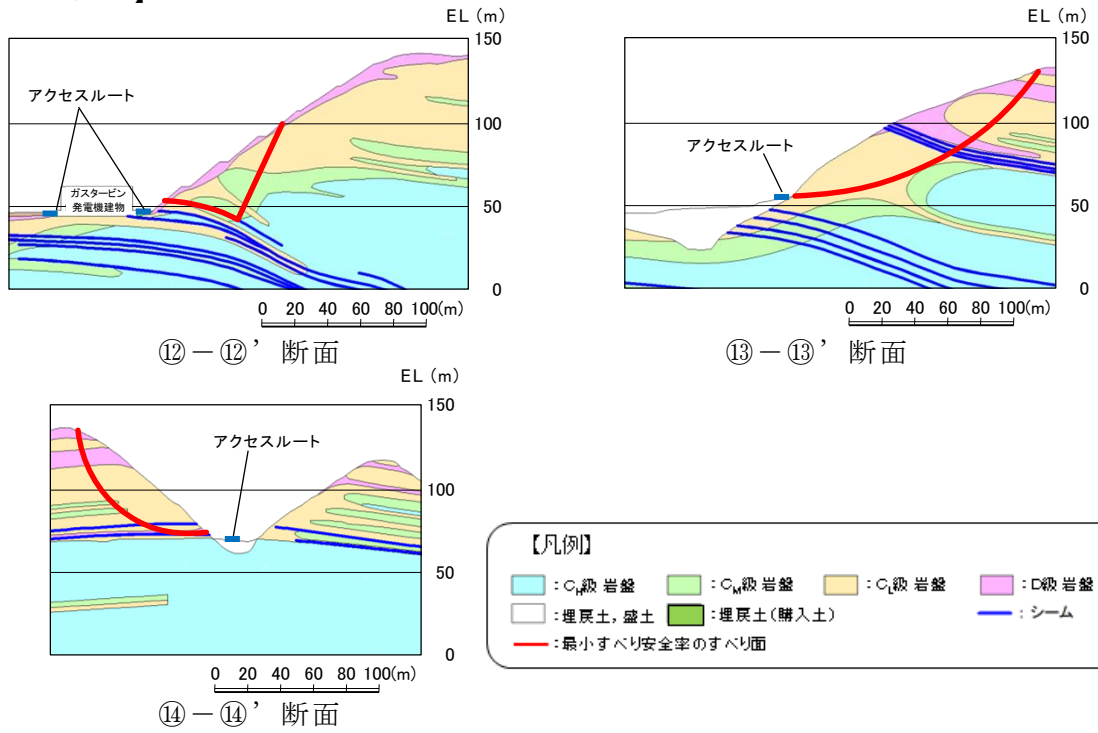 EL (m)
150
アクセスルート
100
ガスタービン
発電機建物
50
0
0 20 40 60 80 100(m)
⑫－⑫’ 断面
EL (m)
150
アクセスルート
100
50
0
0 20 40 60 80 100(m)
⑬－⑬’ 断面
EL (m)
150
アクセスルート
100
50
0
0 20 40 60 80 100(m)
⑭－⑭’ 断面
【凡例】
：CH級 岩盤 ：CM級 岩盤 ：CL級 岩盤 ：D級 岩盤
：埋戻土，盛土 ：埋戻土(購入土) ：シーム
：最小すべり安全率のすべり面